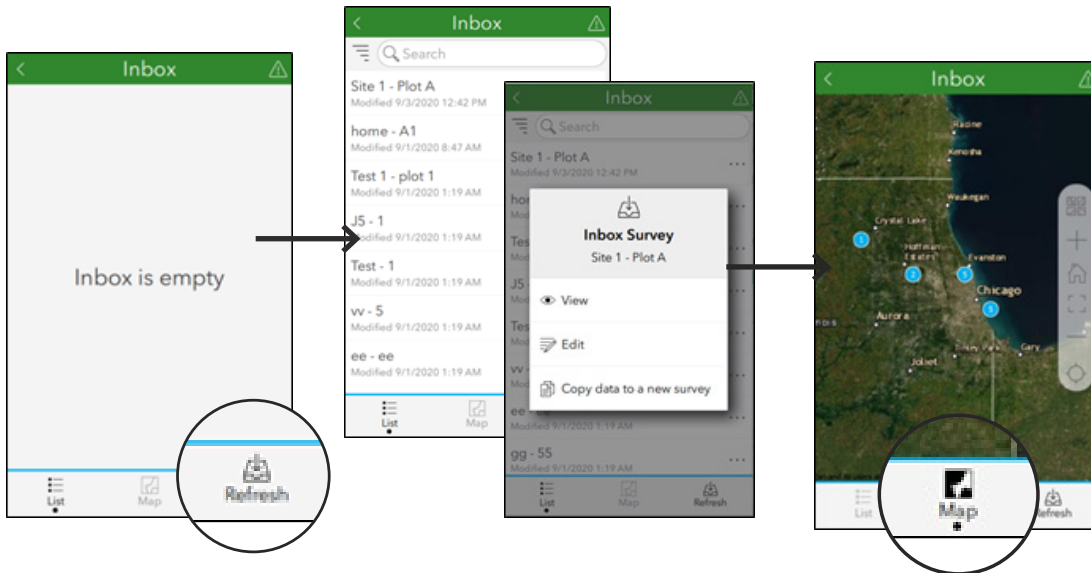 Inbox
Inbox is empty
List
Map
Refresh
Inbox
Search
Site 1 - Plot A
Modified 9/3/2020 12:42 PM
home - A1
Modified 9/1/2020 8:47 AM
Test 1 - plot 1
Modified 9/1/2020 1:19 AM
J5 - 1
Modified 9/1/2020 1:19 AM
Test - 1
Modified 9/1/2020 1:19 AM
vv - 5
Modified 9/1/2020 1:19 AM
ee - ee
Modified 9/1/2020 1:19 AM
List
Map
Inbox
Search
Site 1 - Plot A
Modified 9/3/2020 12:42 PM
Inbox Survey
Site 1 - Plot A
View
Edit
Copy data to a new survey
Modified 9/1/2020 1:19 AM
gg - 55
Modified 9/1/2020 1:19 AM
List
Map
Refresh
Inbox
Racine
Kenosha
Waukegan
Crystal Lake
Hoffman
Estates
Evanston
Chicago
Aurora
Gary
Joliet
List
Map